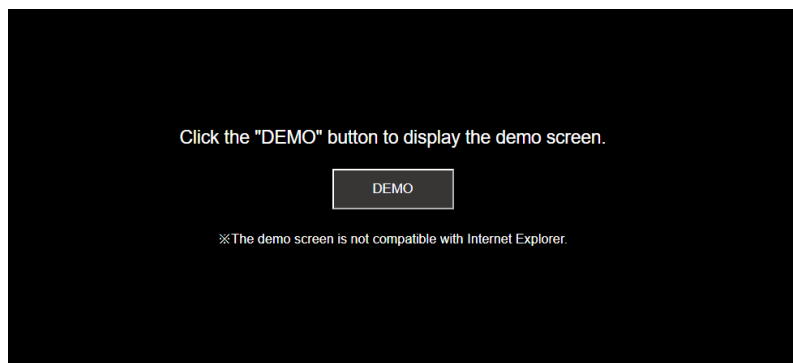 Click the "DEMO" button to display the demo screen.
DEMO
※The demo screen is not compatible with Internet Explorer.